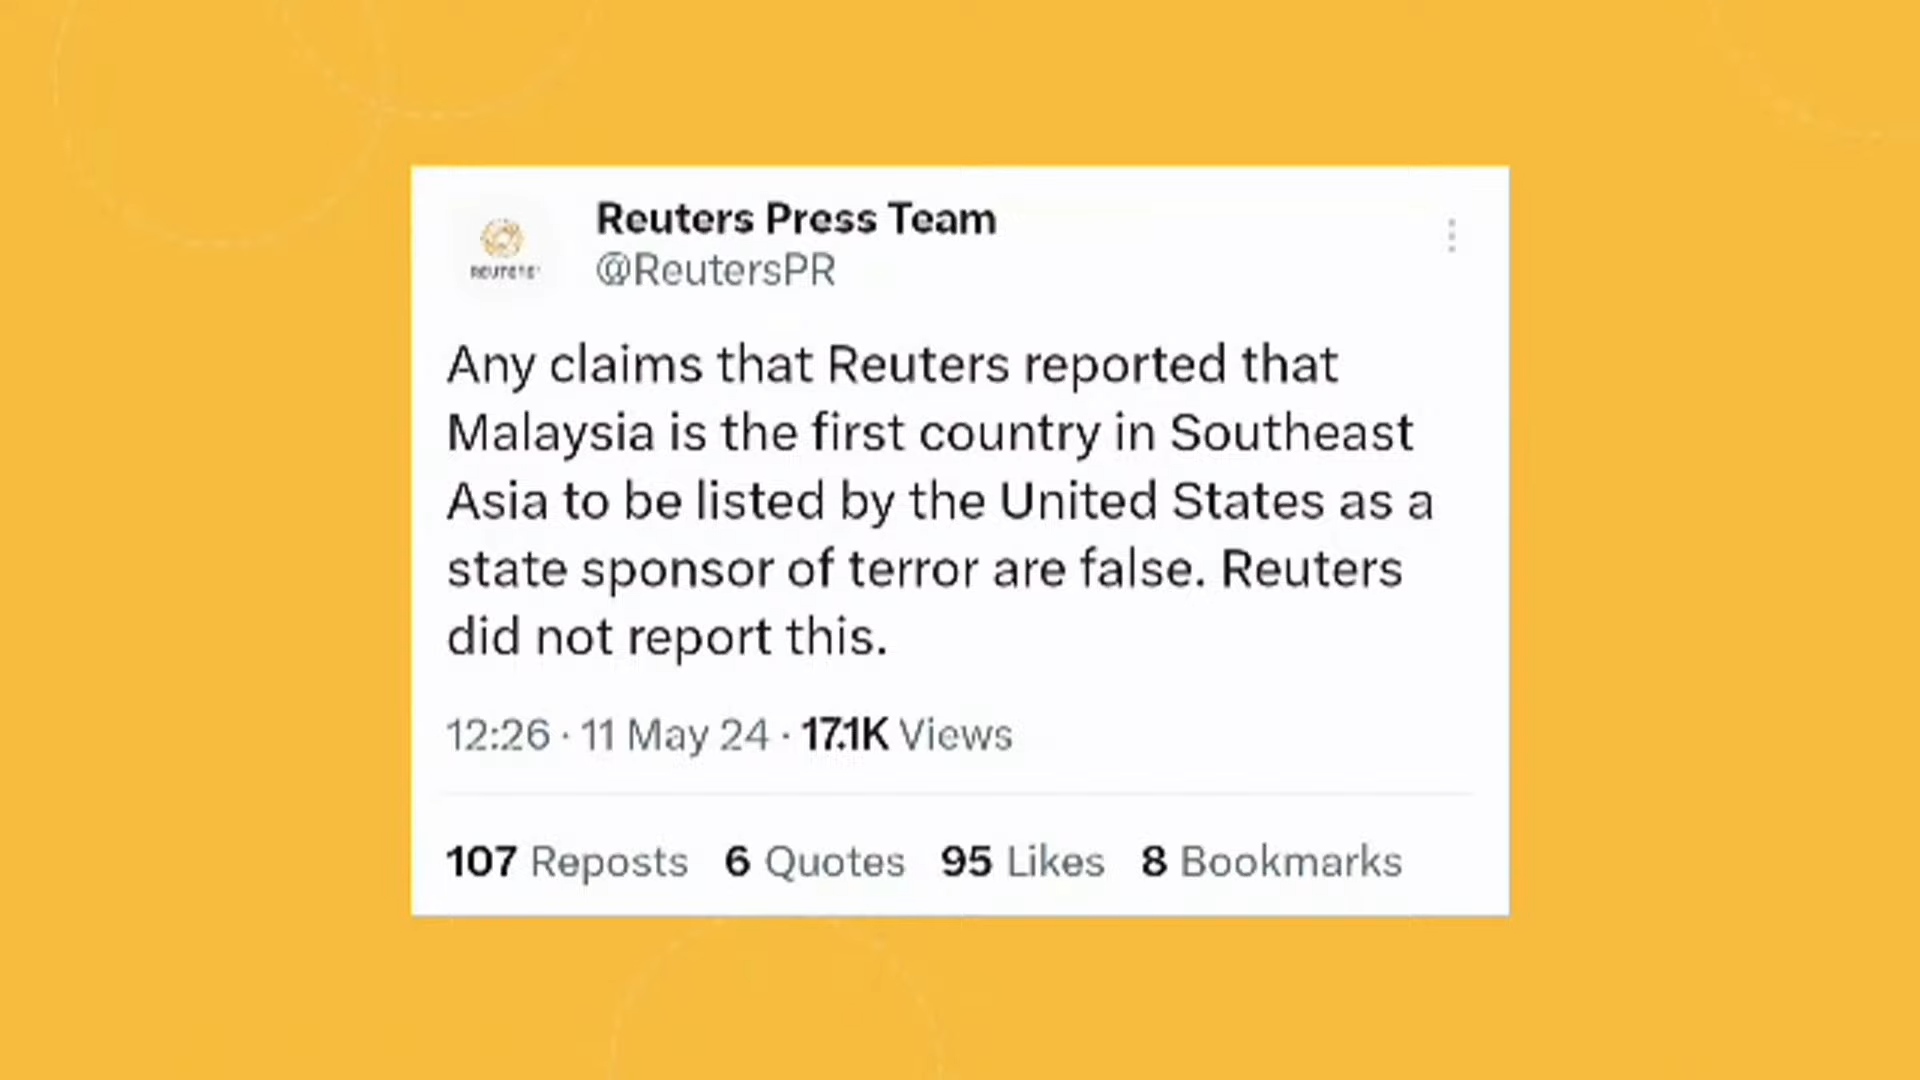 Reuters Press Team
@ReutersPR
REUTERS
Any claims that Reuters reported that
Malaysia is the first country in Southeast
Asia to be listed by the United States as a
state sponsor of terror are false. Reuters
did not report this.
12:26 · 11 May 24 · 17.1K Views
107 Reposts 6 Quotes 95 Likes 8 Bookmarks